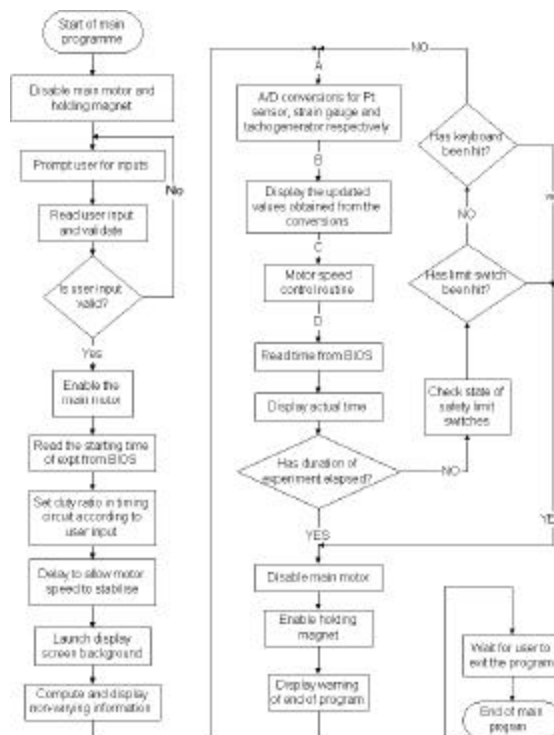 Start of main
programme
Disable main motor and
holding magnet
Prompt user for inputs
No
Read user input
and validate
Is user input
valid?
Yes
Enable the
main motor
Read the starting time
of expt from BIOS
Set duty ratio in timing
circuit according to
user input
Delay to allow motor
speed to stabilise
Launch display
screen background
Compute and display
non-varying information
A
A/D conversions for Pt
sensor, strain gauge and
tachogenerator respectively
B
Display the updated
values obtained from the
conversions
C
Motor speed
control routine
D
Read time from BIOS
Display actual time
Has duration of
experiment elapsed?
NO
YES
Disable main motor
Enable holding
magnet
Display warning
of end of program
NO
Has keyboard
been hit?
NO
Has limit switch
been hit?
Check state of
safety limit
switches
Wait for user to
exit the program
End of main
program